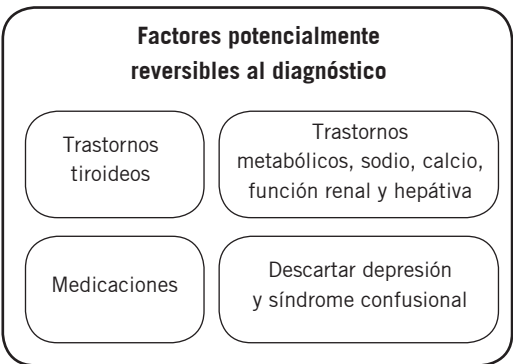 Factores potencialmente
reversibles al diagnóstico
Trastornos
tiroideos
Trastornos
metabólicos, sodio, calcio,
función renal y hepátiva
Medicaciones
Descartar depresión
y síndrome confusional